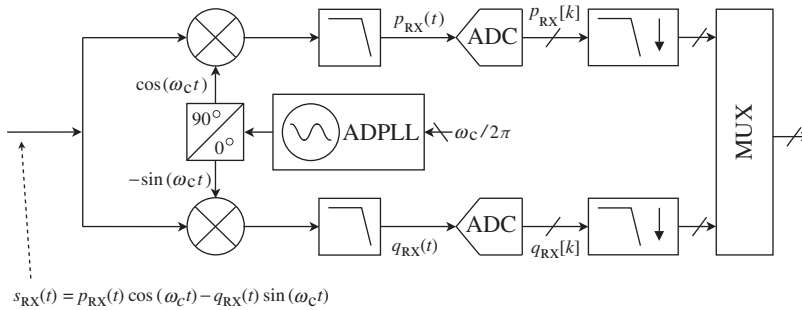 p_RX(t)
p_RX[k]
ADC
cos(ω_c t)
90°
0°
ADPLL
ω_c/2π
MUX
−sin(ω_c t)
ADC
q_RX(t)
q_RX[k]
s_RX(t) = p_RX(t) cos(ω_c t) − q_RX(t) sin(ω_c t)